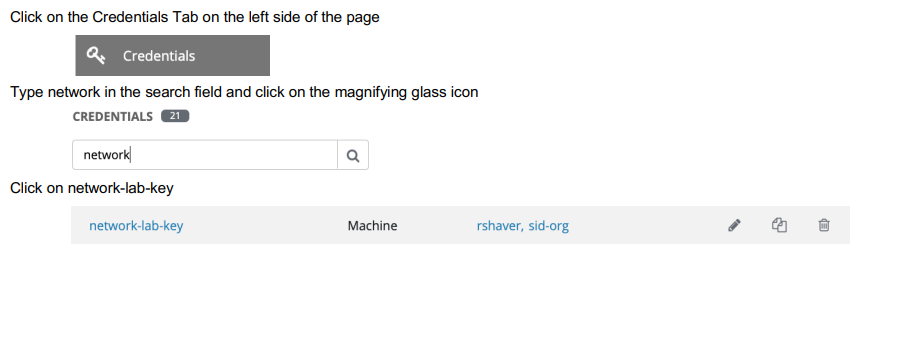 Click on the Credentials Tab on the left side of the page
Credentials
Type network in the search field and click on the magnifying glass icon
CREDENTIALS 21
network
Click on network-lab-key
network-lab-key Machine rshaver, sid-org